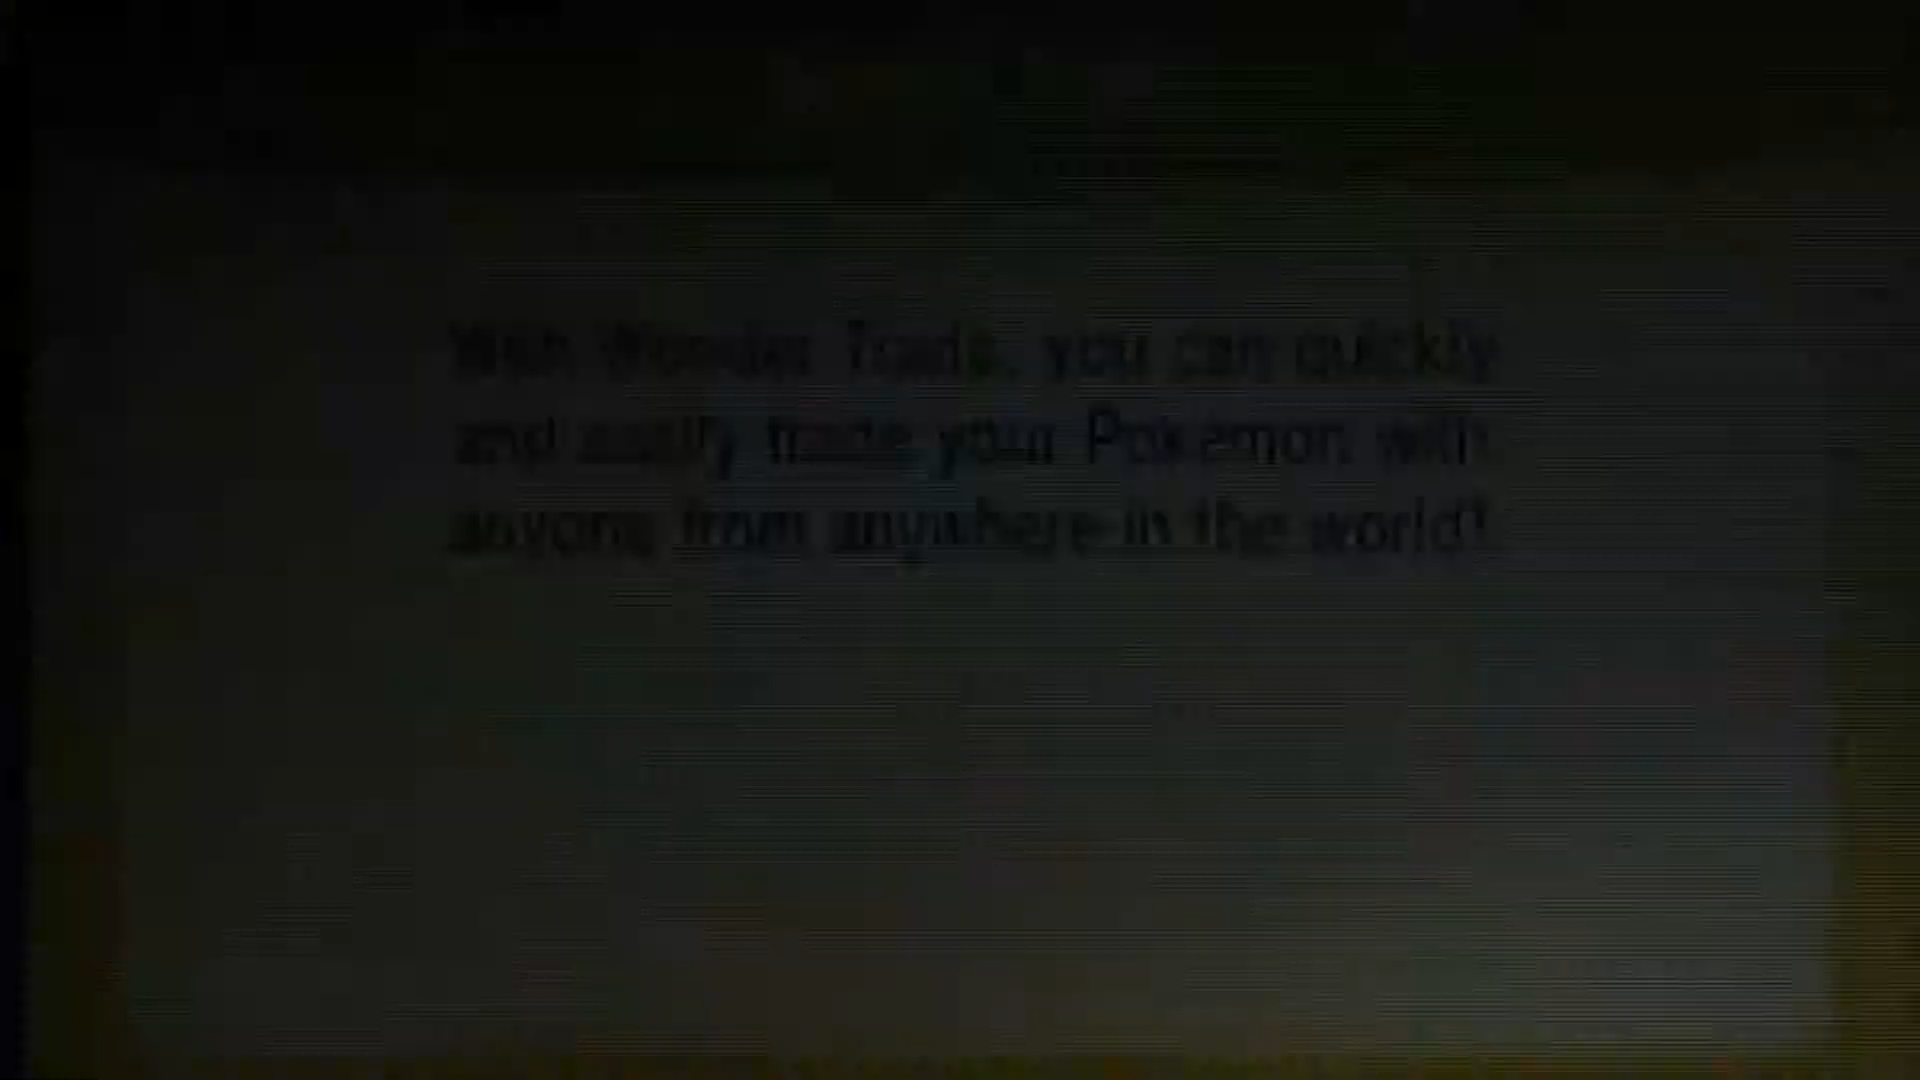 With Wonder Trade, you can quickly
and easily trade your Pokémon with
anyone from anywhere in the world!